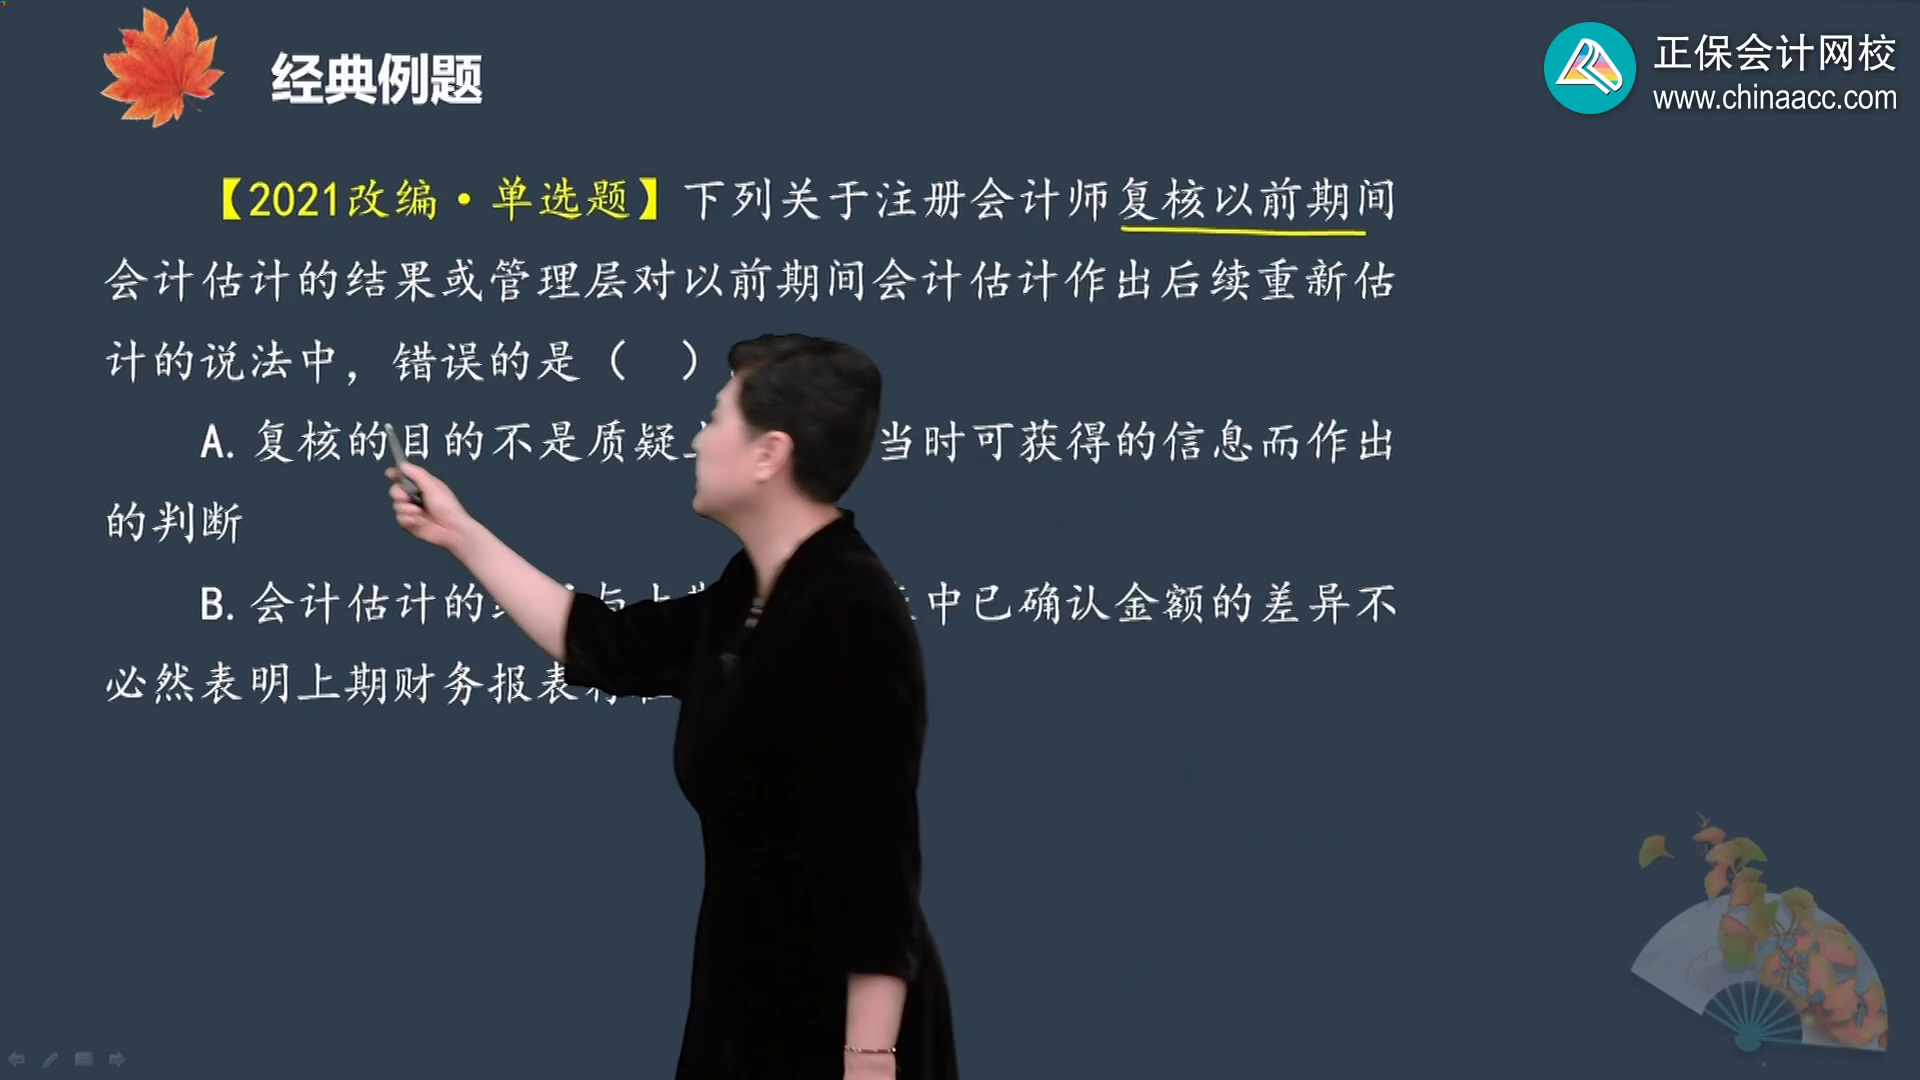 经典例题
正保会计网校
www.chinaacc.com
【2021改编·单选题】下列关于注册会计师复核以前期间
会计估计的结果或管理层对以前期间会计估计作出后续重新估
计的说法中，错误的是（ ）
A. 复核的目的不是质疑 当时可获得的信息而作出
的判断
B. 会计估计的 与上期 中已确认金额的差异不
必然表明上期财务报表